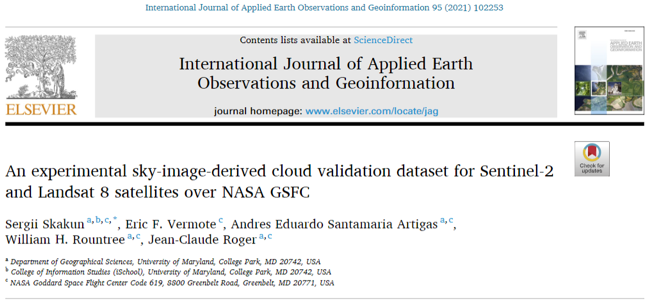 International Journal of Applied Earth Observations and Geoinformation 95 (2021) 102253
Contents lists available at ScienceDirect
International Journal of Applied Earth
Observations and Geoinformation
ELSEVIER
journal homepage: www.elsevier.com/locate/jag
Check for
updates
An experimental sky-image-derived cloud validation dataset for Sentinel-2
and Landsat 8 satellites over NASA GSFC
Sergii Skakun a,b,c,*, Eric F. Vermote c, Andres Eduardo Santamaria Artigas a,c,
William H. Rountree a,c, Jean-Claude Roger a,c
a Department of Geographical Sciences, University of Maryland, College Park, MD 20742, USA
b College of Information Studies (iSchool), University of Maryland, College Park, MD 20742, USA
c NASA Goddard Space Flight Center Code 619, 8800 Greenbelt Road, Greenbelt, MD 20771, USA